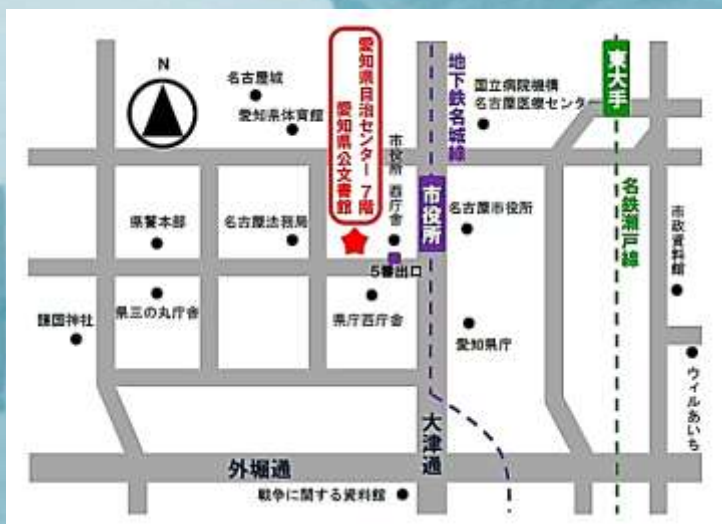 N
名古屋城
愛知県体育館
愛知県自治センター 7階
愛知県公文書館
地下鉄名城線
国立病院機構
名古屋医療センター
東大手
市役所 西庁舎
市役所
名古屋市役所
名鉄瀬戸線
市政資料館
県警本部
名古屋法務局
5番出口
護国神社
県三の丸庁舎
県庁西庁舎
愛知県庁
ウィルあいち
大津通
外堀通
戦争に関する資料館